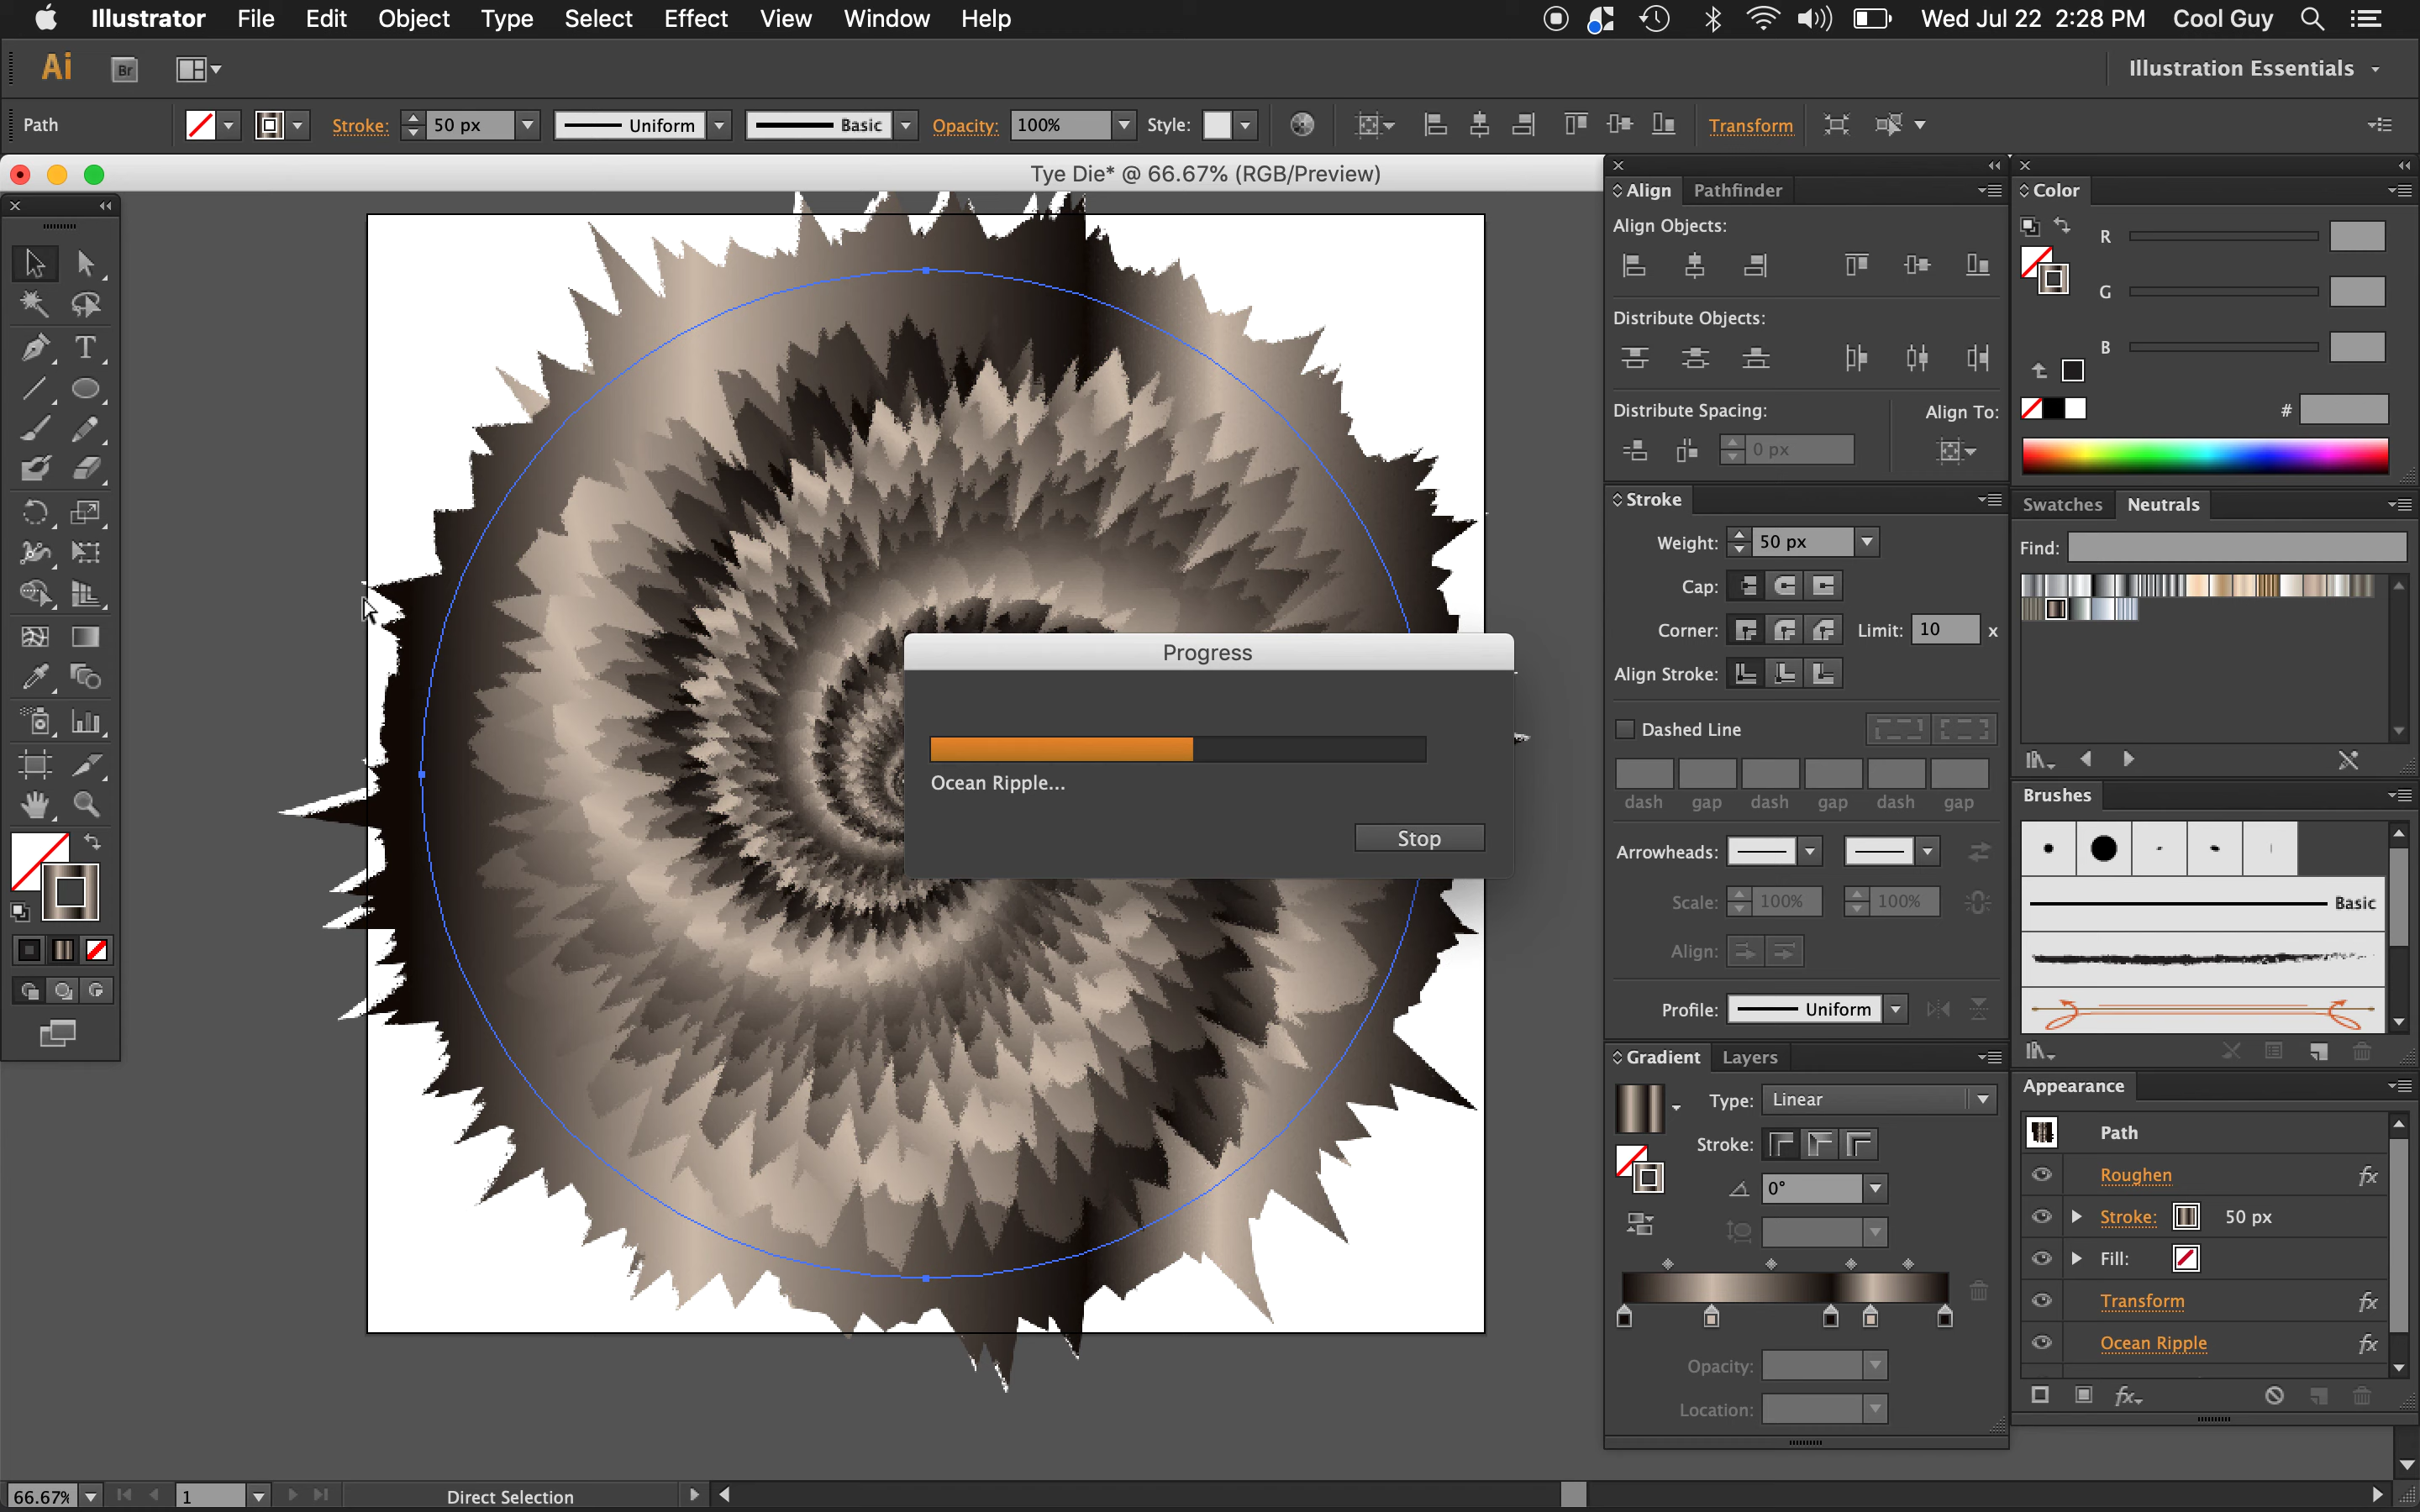 Illustrator File Edit Object Type Select Effect View Window Help Wed Jul 22 2:28 PM Cool Guy
Ai Br Illustration Essentials
Path Stroke: 50 px Uniform Basic Opacity: 100% Style: Transform
Tye Die* @ 66.67% (RGB/Preview)
Align Pathfinder
Align Objects:
Distribute Objects:
Distribute Spacing: Align To:
0 px
Stroke
Weight: 50 px
Cap:
Corner: Limit: 10 x
Align Stroke:
Dashed Line
dash gap dash gap dash gap
Arrowheads:
Scale: 100% 100%
Align:
Profile: Uniform
Gradient Layers
Type: Linear
Stroke:
0°
Opacity:
Location:
Color
R
G
B
#
Swatches Neutrals
Find:
Brushes
Basic
Appearance
Path
Roughen fx
Stroke: 50 px
Fill:
Transform fx
Ocean Ripple fx
fx
Progress
Ocean Ripple...
Stop
T
66.67% 1 Direct Selection